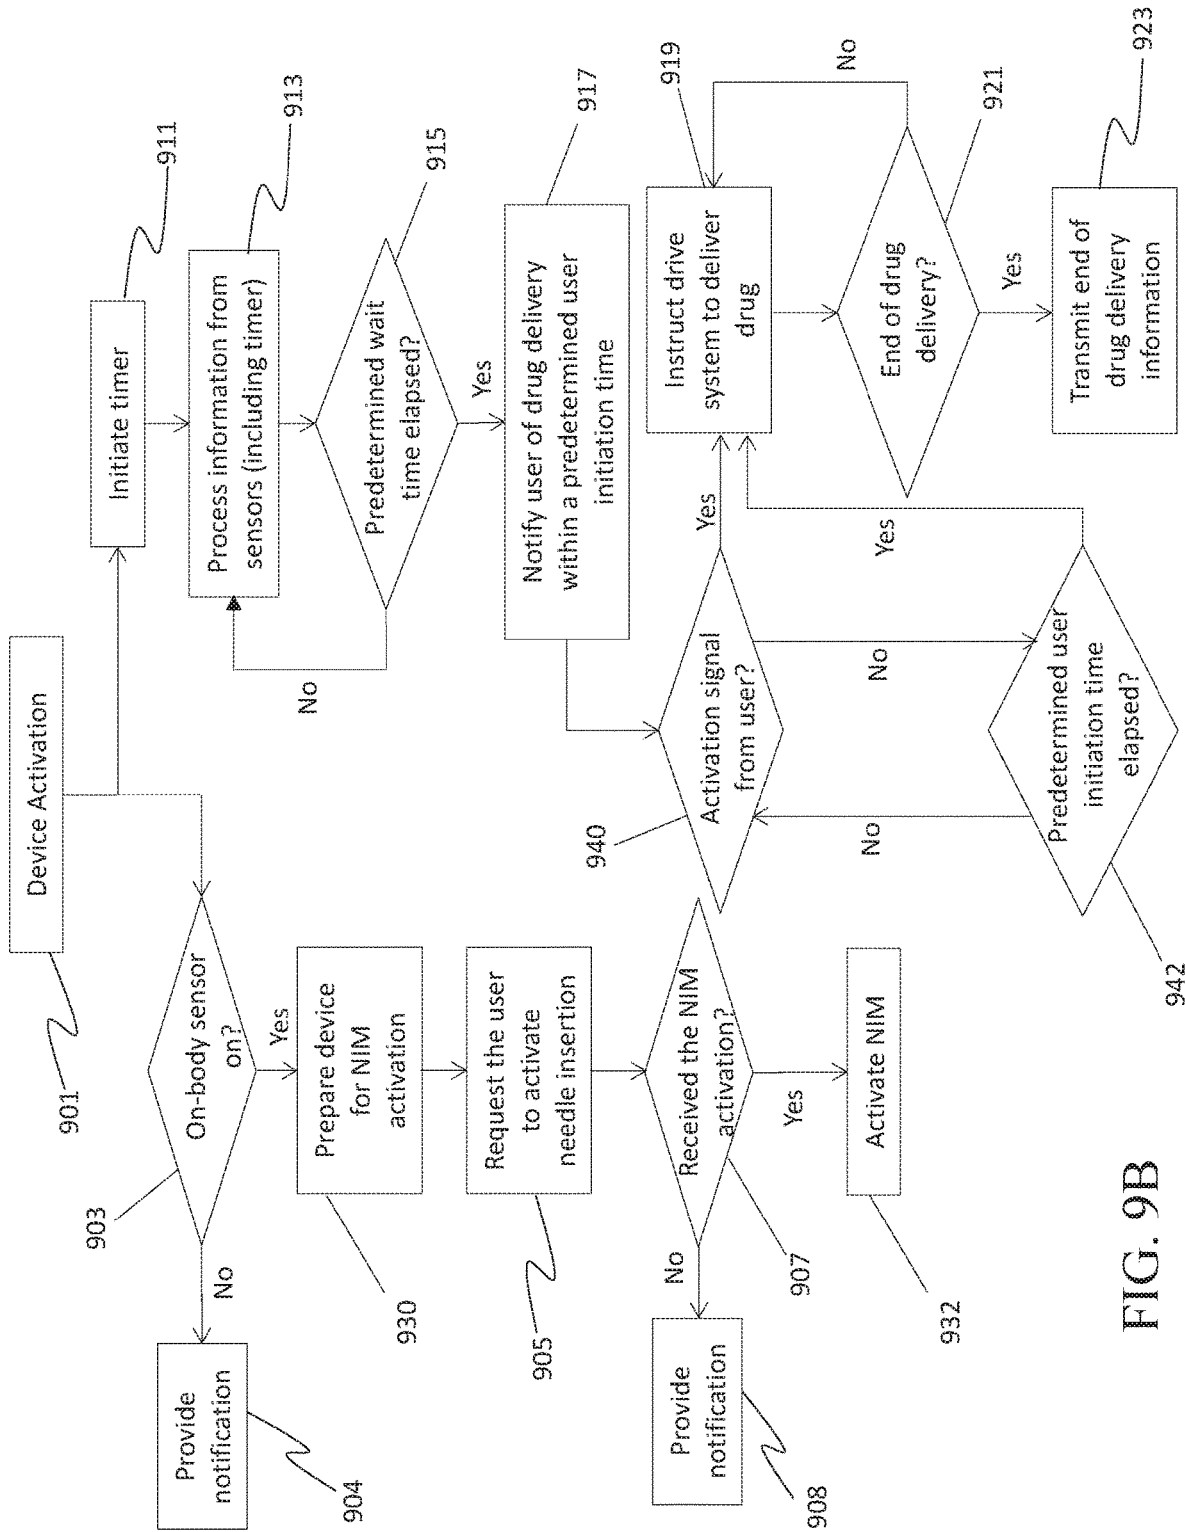 Device Activation
901
On-body sensor
on?
903
No
Provide
notification
904
Yes
Prepare device
for NIM
activation
930
Request the user
to activate
needle insertion
905
Received the NIM
activation?
907
No
Provide
notification
908
Yes
Activate NIM
932
Initiate timer
911
Process information from
sensors (including timer)
913
Predetermined wait
time elapsed?
915
No
Yes
Notify user of drug delivery
within a predetermined user
initiation time
917
Activation signal
from user?
940
Yes
No
No
Predetermined user
initiation time
elapsed?
942
Yes
Instruct drive
system to deliver
drug
919
End of drug
delivery?
921
No
Yes
Transmit end of
drug delivery
information
923
FIG. 9B